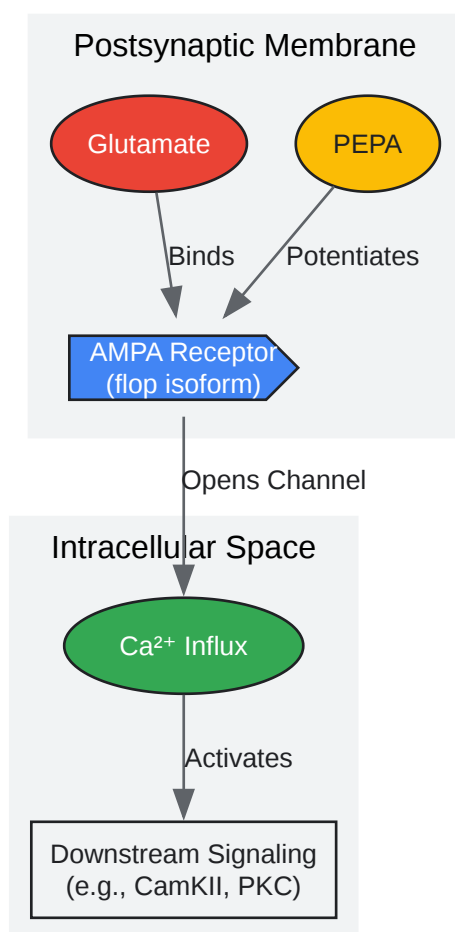 Postsynaptic Membrane
Glutamate
PEPA
Binds
Potentiates
AMPA Receptor
(flop isoform)
Opens Channel
Intracellular Space
Ca²⁺ Influx
Activates
Downstream Signaling
(e.g., CamKII, PKC)